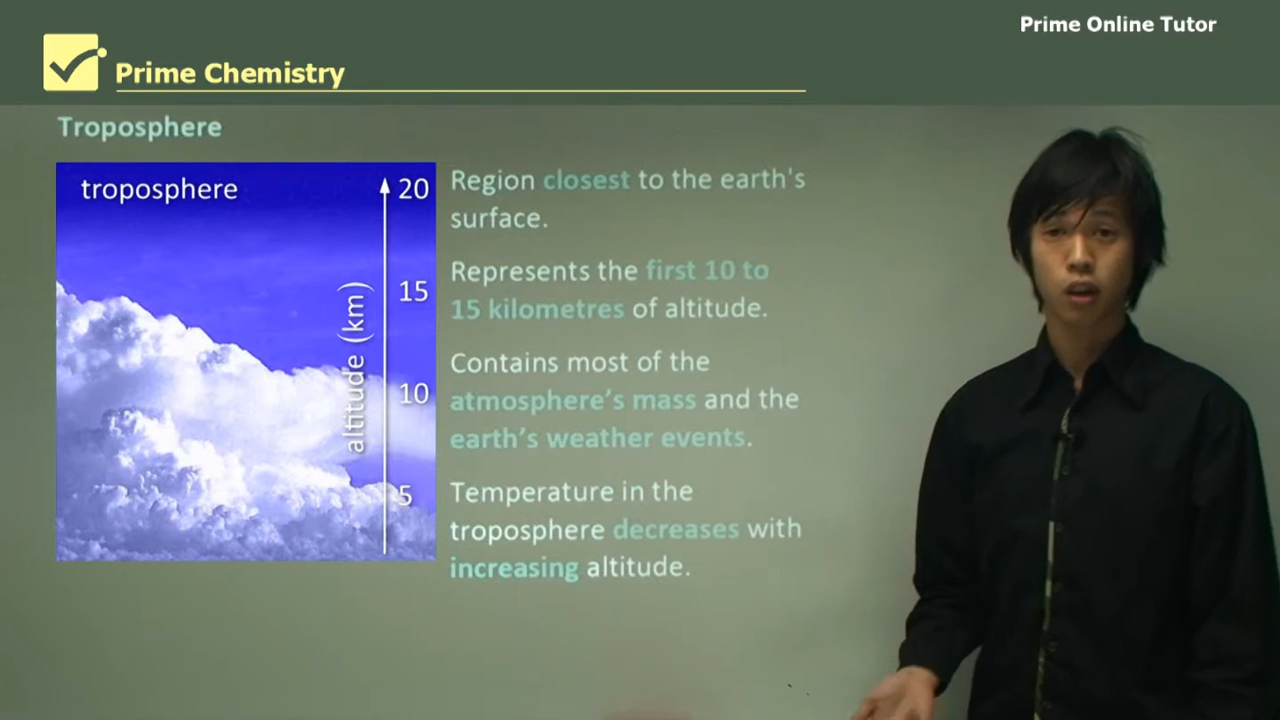 Prime Online Tutor
Prime Chemistry
Troposphere
troposphere
20
15
10
5
altitude (km)
Region closest to the earth's
surface.
Represents the first 10 to
15 kilometres of altitude.
Contains most of the
atmosphere’s mass and the
earth’s weather events.
Temperature in the
troposphere decreases with
increasing altitude.